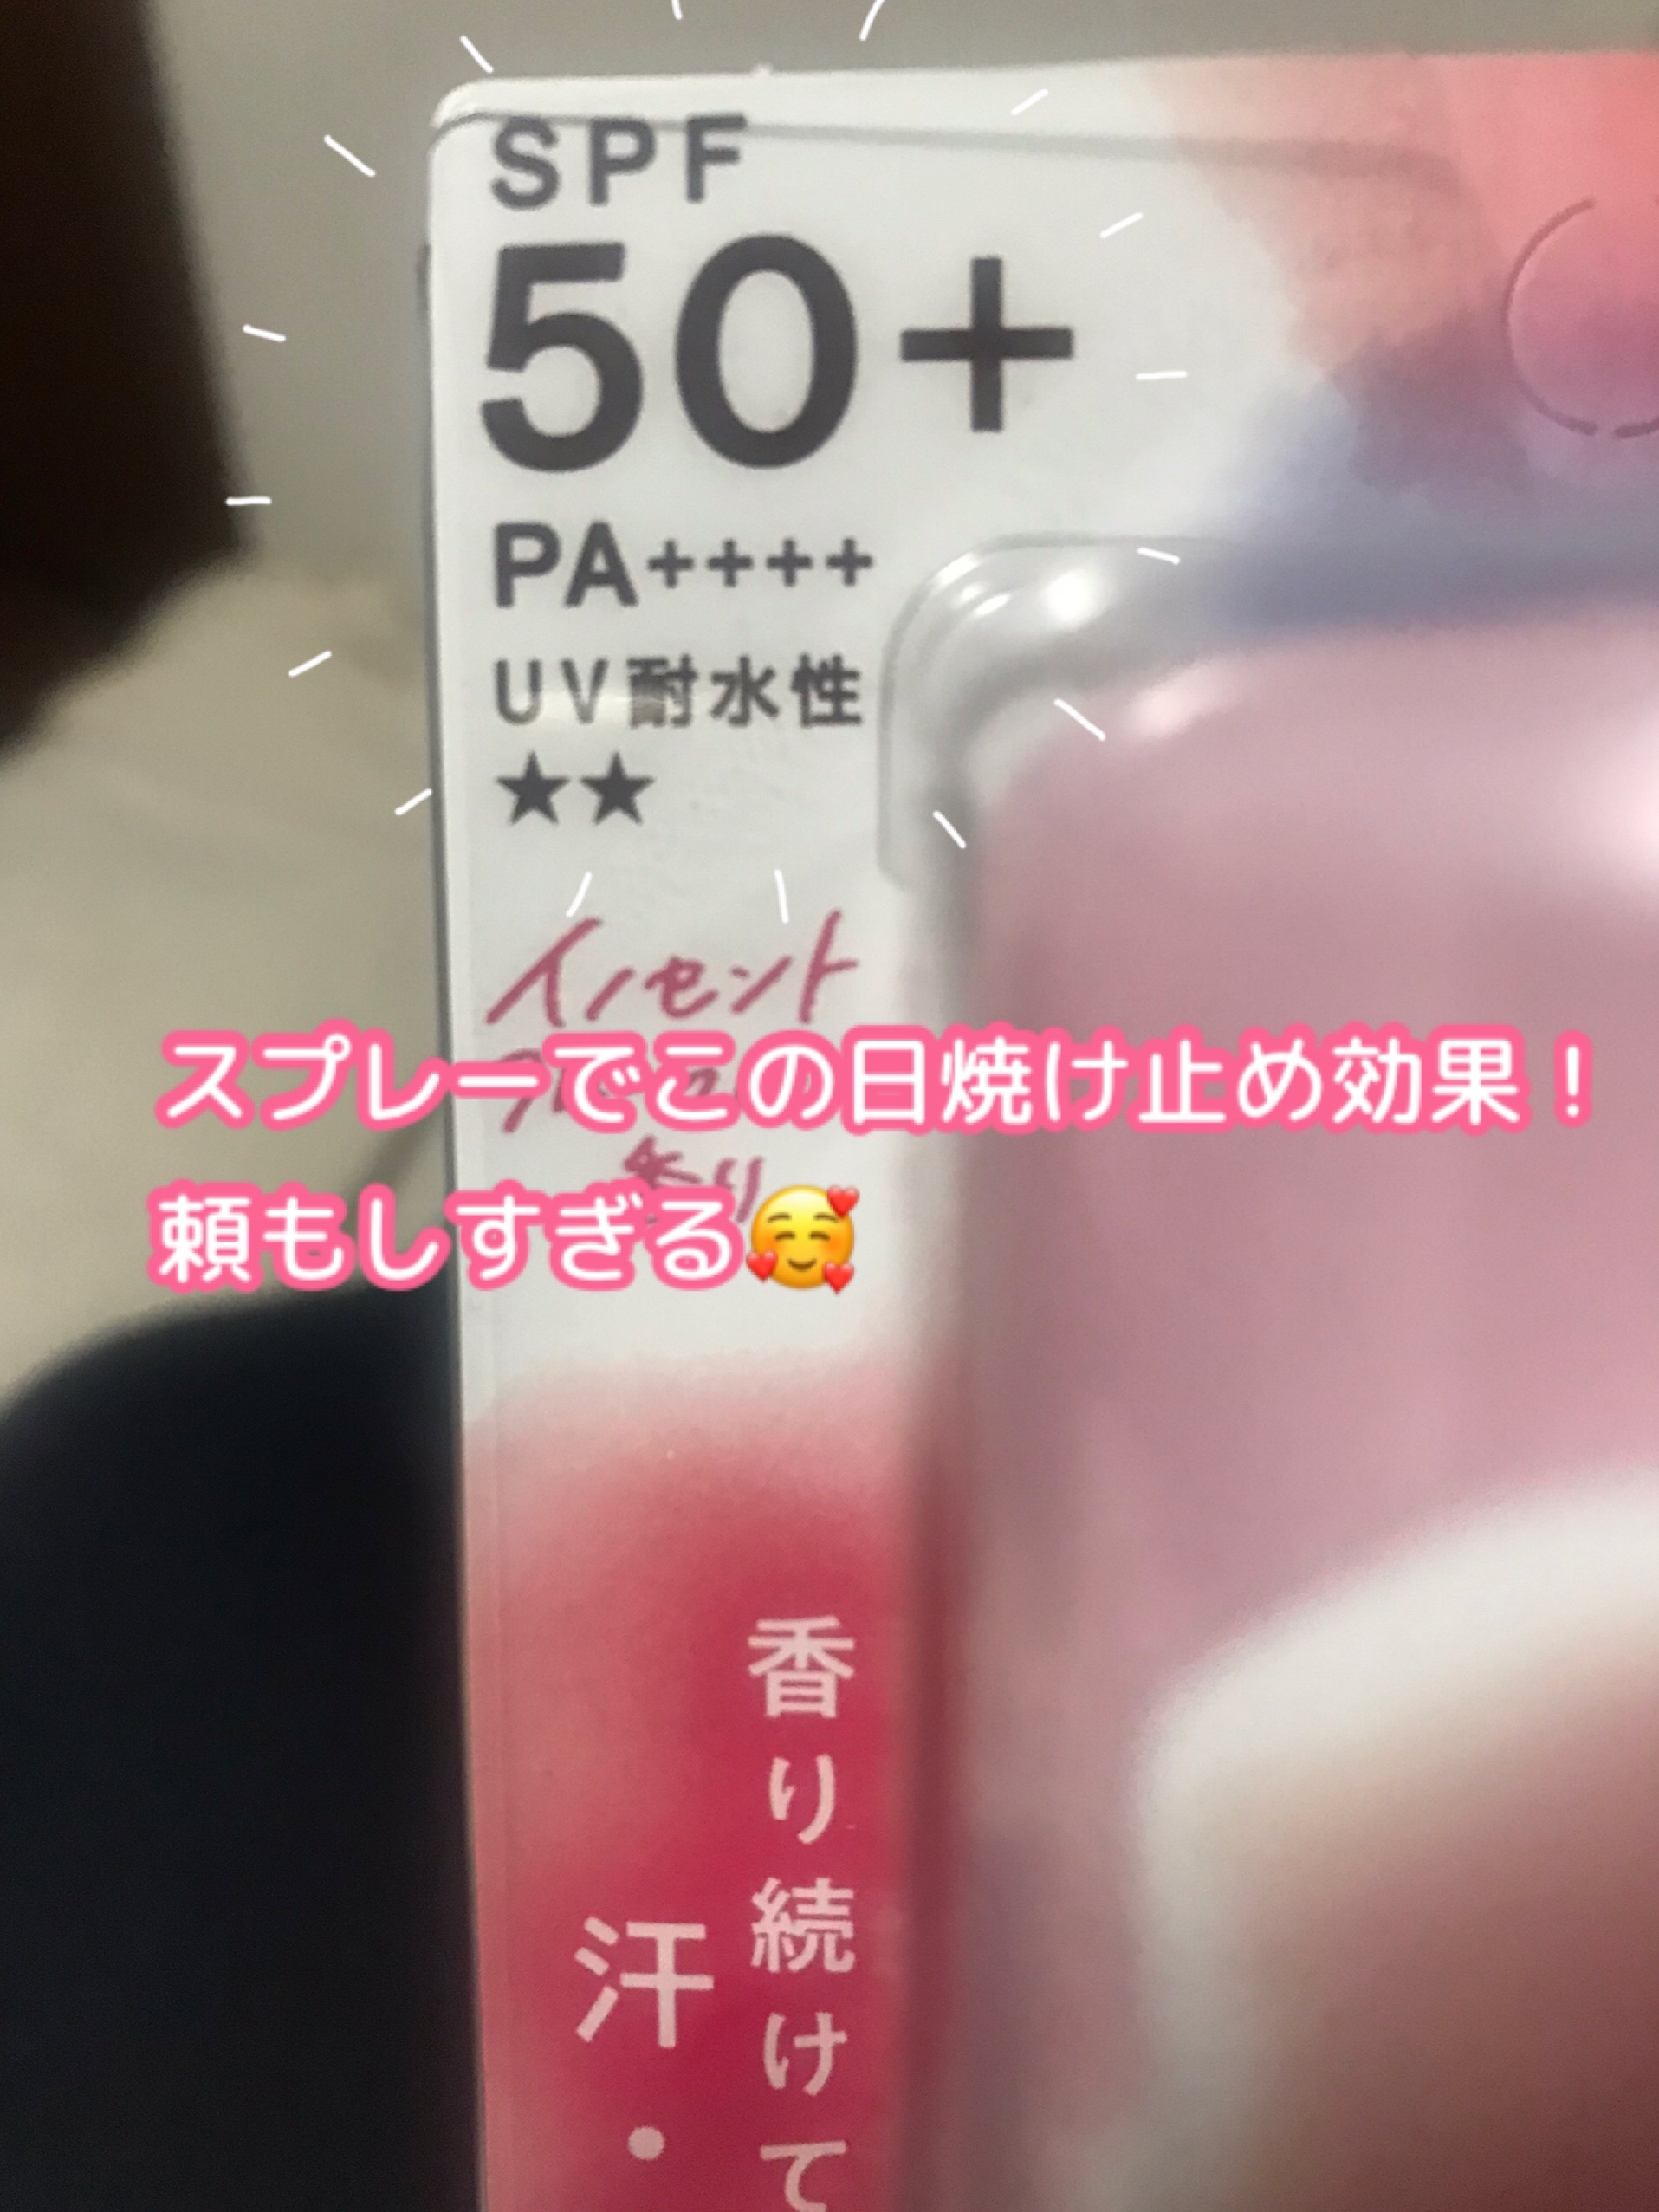 SPF
50+
PA++++
UV耐水性
★★
イノセント
香り
スプレーでこの日焼け止め効果！
頼もしすぎる🥰
香り続けて
汗・